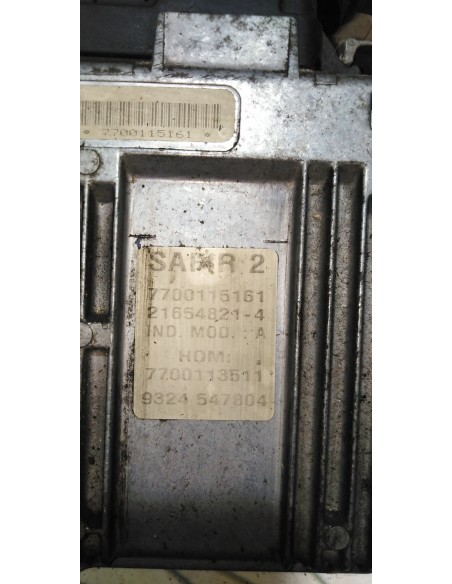 * 7700115161 *
SAFIR 2
7700115161
21654821-4
IND. MOD. : A
HOM:
7700113511
9324 547804